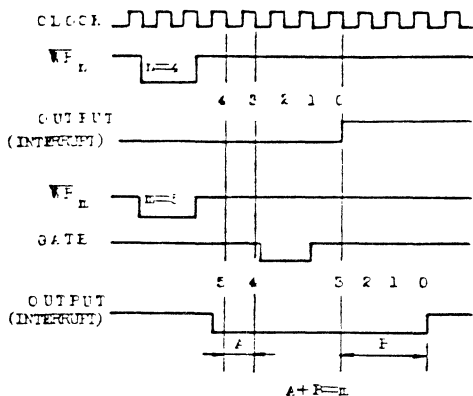 CLOCK
WR n
n=4
4 3 2 1 0
OUTPUT
(INTERRUPT)
WR m
m=5
GATE
5 4 3 2 1 0
OUTPUT
(INTERRUPT)
A B
A+B=m